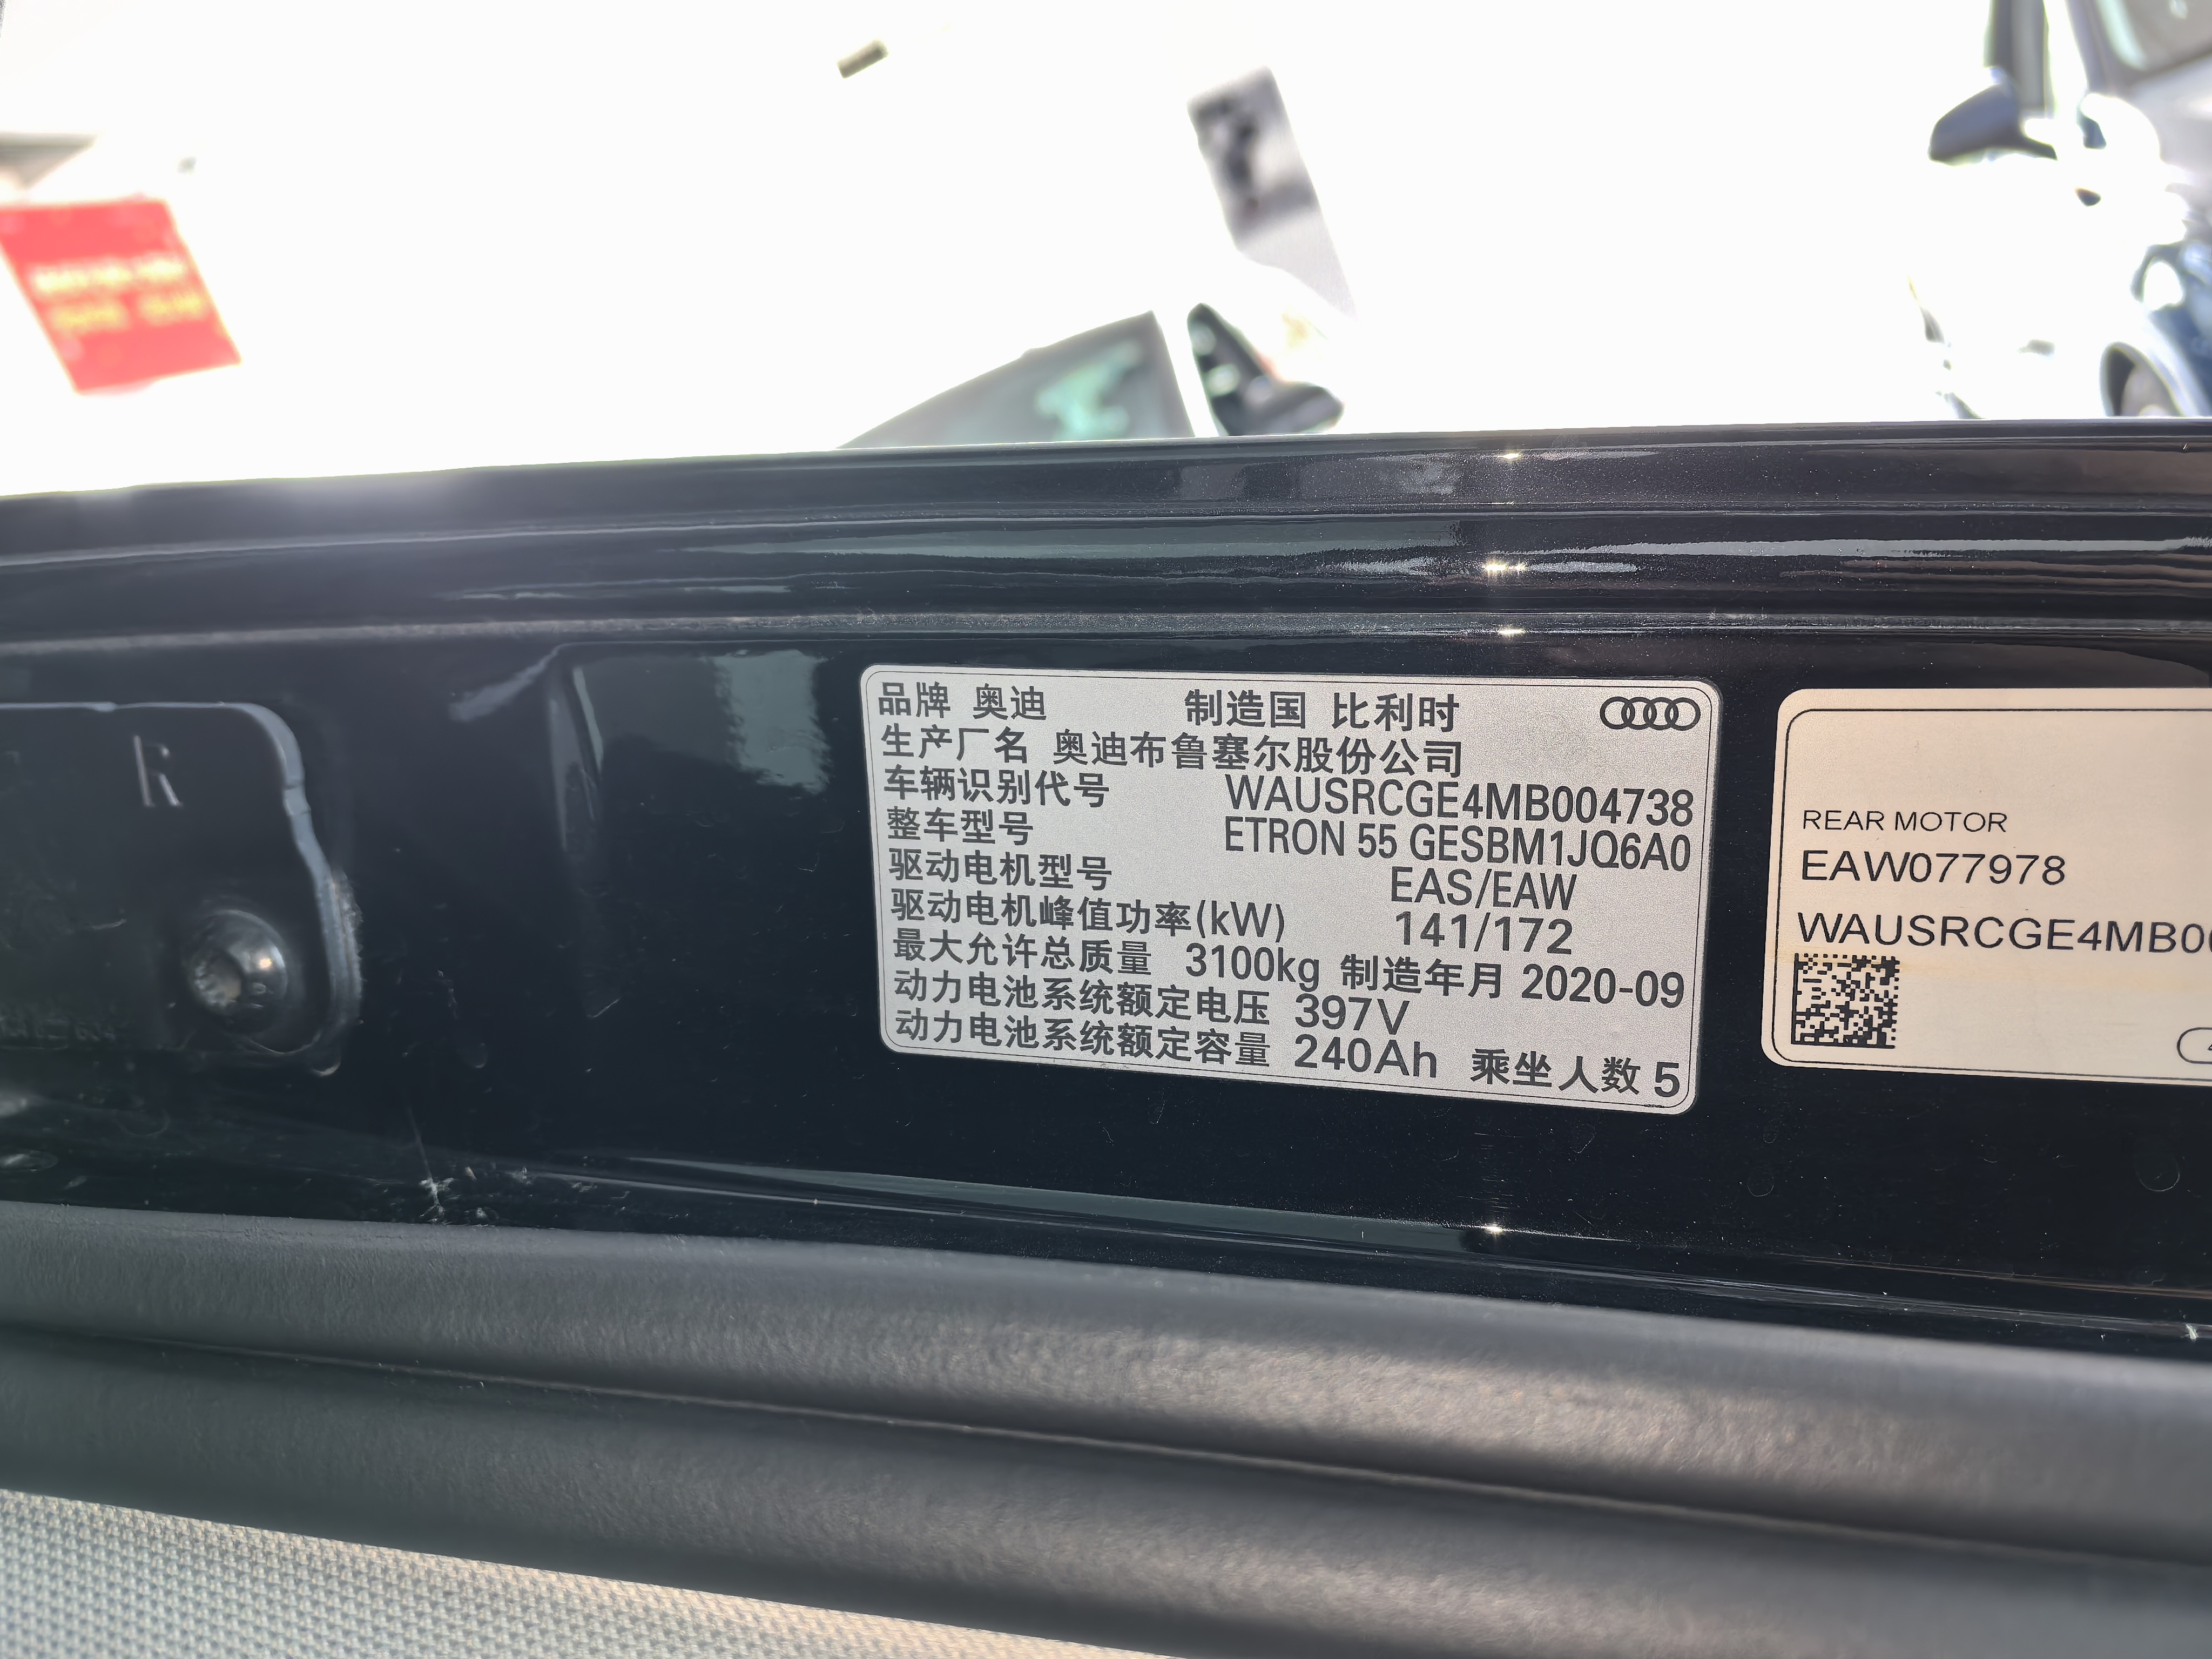 品牌 奥迪 制造国 比利时
生产厂名 奥迪布鲁塞尔股份公司
车辆识别代号 WAUSRCGE4MB004738
整车型号 ETRON 55 GESBM1JQ6A0
驱动电机型号 EAS/EAW
驱动电机峰值功率(kW) 141/172
最大允许总质量 3100kg 制造年月 2020-09
动力电池系统额定电压 397V
动力电池系统额定容量 240Ah 乘坐人数 5
REAR MOTOR
EAW077978
WAUSRCGE4MB00
R